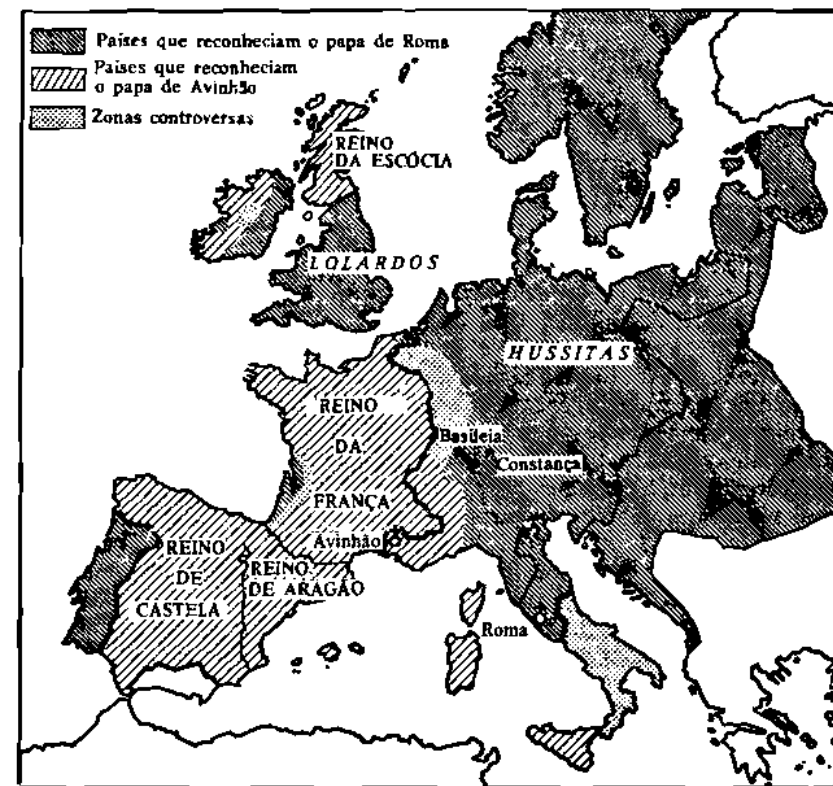 Países que reconheciam o papa de Roma
Países que reconheciam
o papa de Avinhão
Zonas controversas
REINO
DA ESCÓCIA
LOLARDOS
HUSSITAS
REINO
DA
FRANÇA
Basileia
Constança
Avinhão
REINO
DE
CASTELA
REINO
DE ARAGÃO
Roma